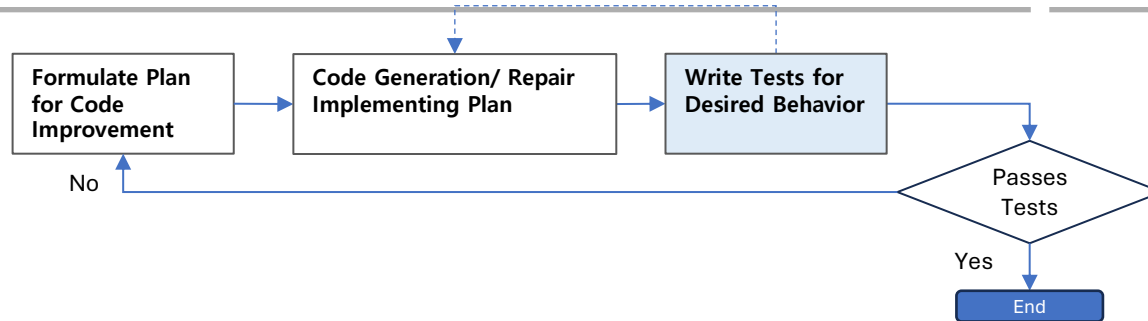 Formulate Plan
for Code
Improvement
Code Generation/ Repair
Implementing Plan
Write Tests for
Desired Behavior
No
Passes
Tests
Yes
End